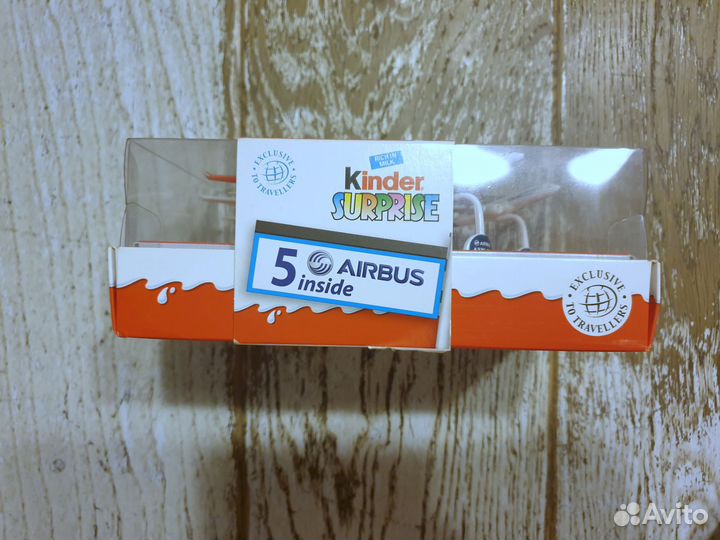 EXCLUSIVE
TO TRAVELLERS
RICH IN
MILK
Kinder
SURPRISE
5 AIRBUS
inside
EXCLUSIVE
TO TRAVELLERS
Avito